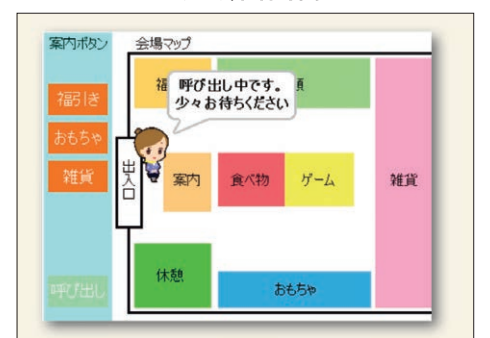 案内ボタン
会場マップ
福引き
おもちゃ
雑貨
呼び出し
呼び出し中です。
少々お待ちください
出入口
案内
食べ物
ゲーム
雑貨
休憩
おもちゃ